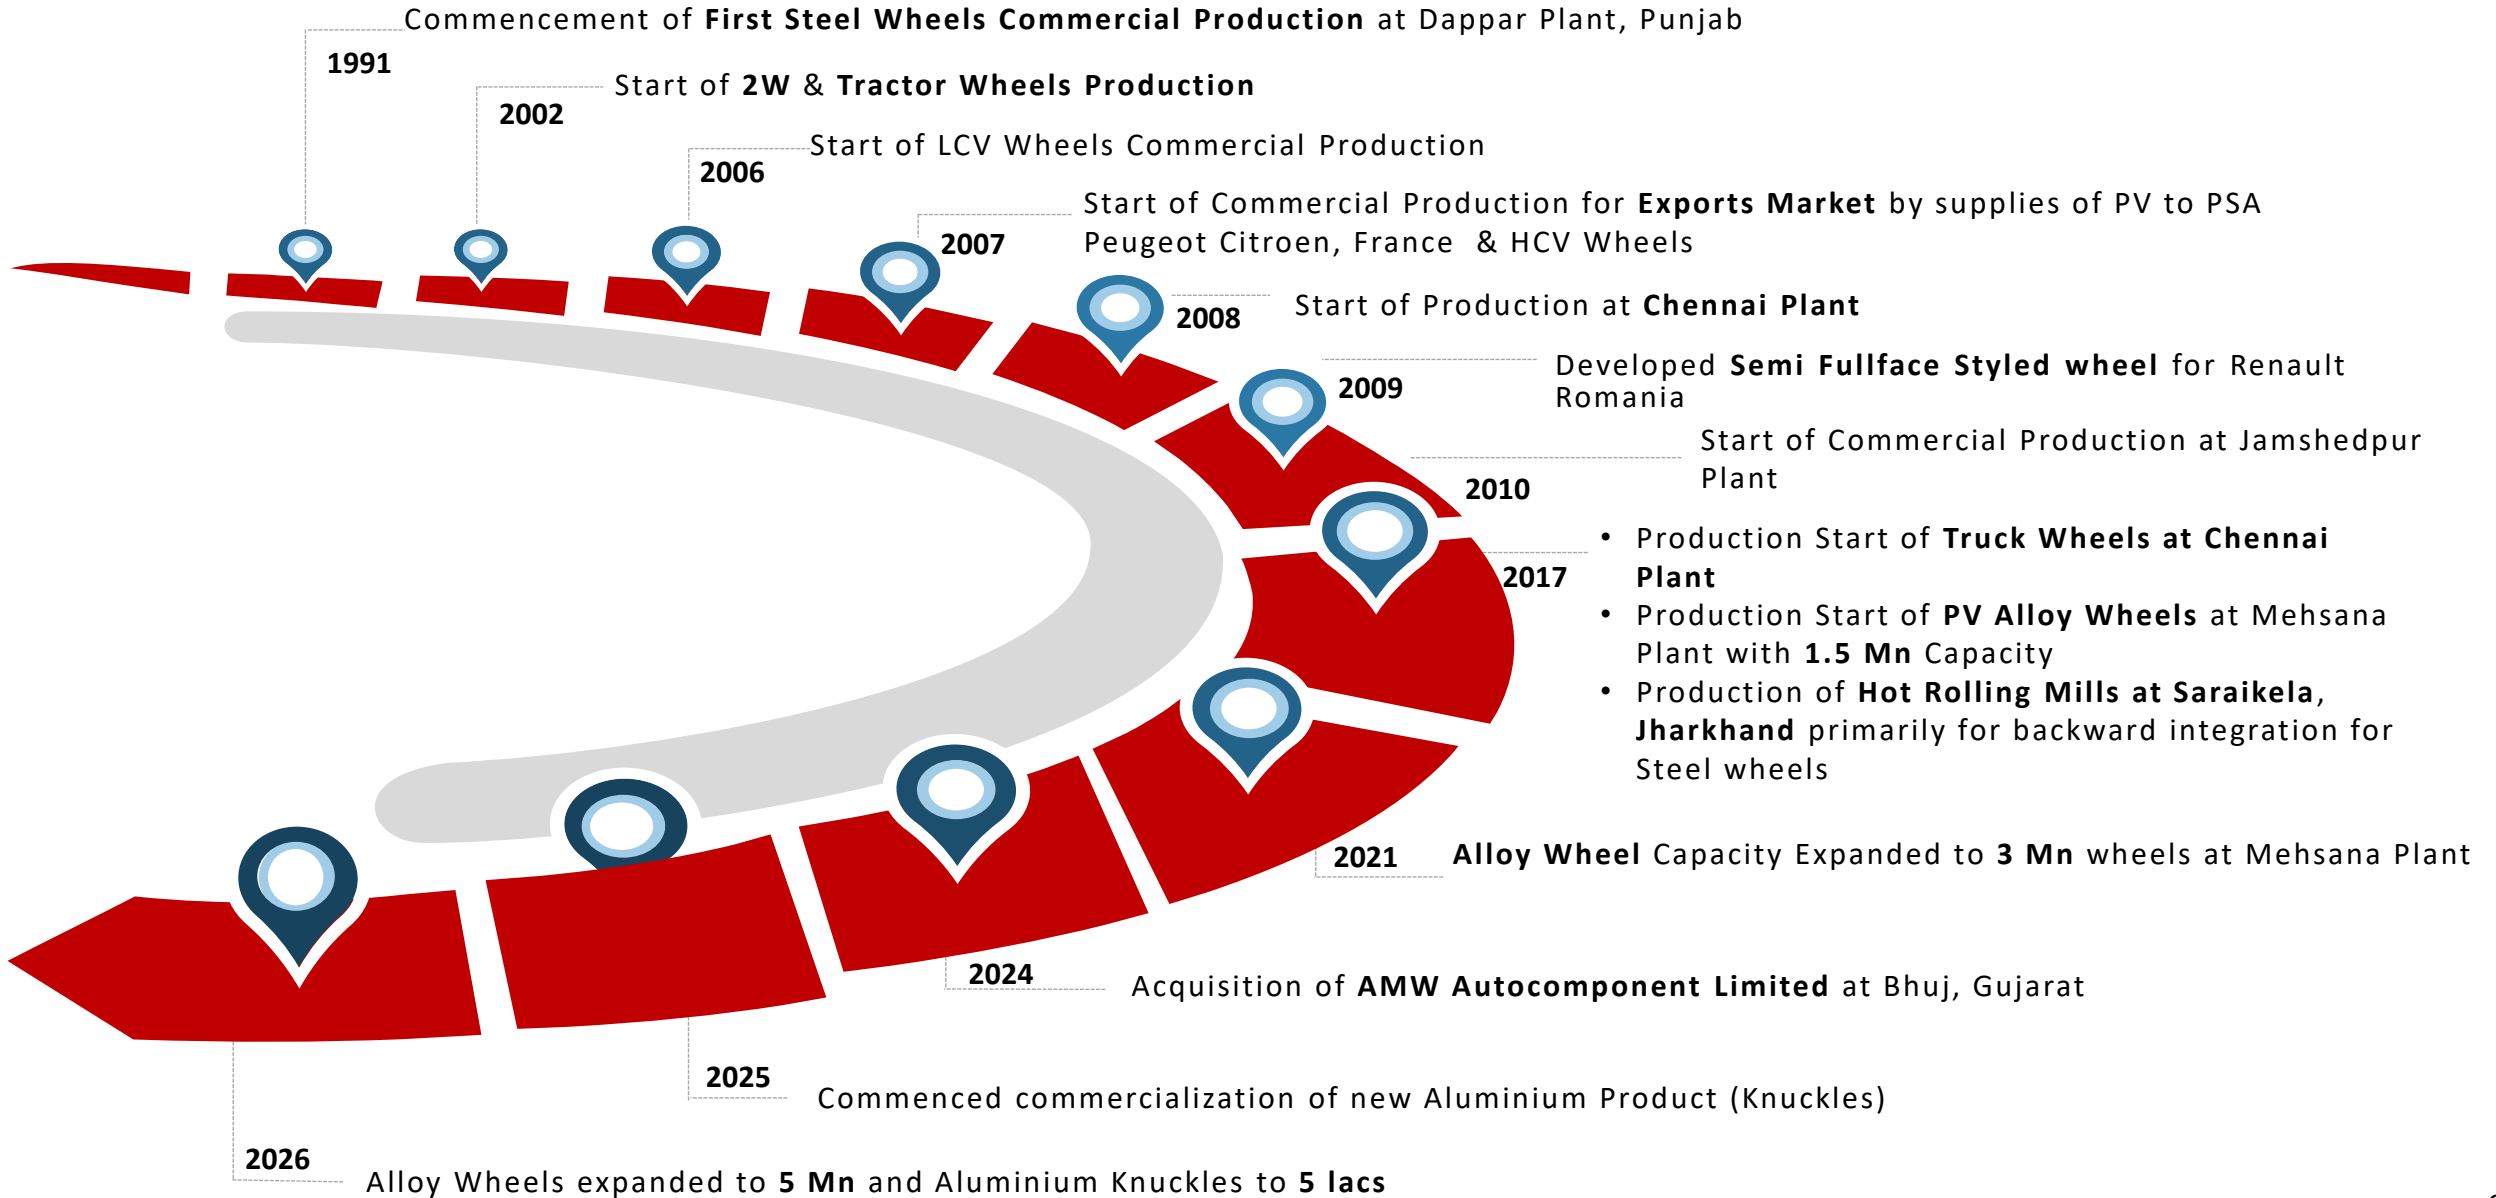 Commencement of First Steel Wheels Commercial Production at Dappar Plant, Punjab
1991
Start of 2W & Tractor Wheels Production
2002
Start of LCV Wheels Commercial Production
2006
Start of Commercial Production for Exports Market by supplies of PV to PSA
Peugeot Citroen, France & HCV Wheels
2007
Start of Production at Chennai Plant
2008
Developed Semi Fullface Styled wheel for Renault
Romania
2009
Start of Commercial Production at Jamshedpur
Plant
2010
• Production Start of Truck Wheels at Chennai
Plant
2017
• Production Start of PV Alloy Wheels at Mehsana
Plant with 1.5 Mn Capacity
• Production of Hot Rolling Mills at Saraikela,
Jharkhand primarily for backward integration for
Steel wheels
2021
Alloy Wheel Capacity Expanded to 3 Mn wheels at Mehsana Plant
2024
Acquisition of AMW Autocomponent Limited at Bhuj, Gujarat
2025
Commenced commercialization of new Aluminium Product (Knuckles)
2026
Alloy Wheels expanded to 5 Mn and Aluminium Knuckles to 5 lacs